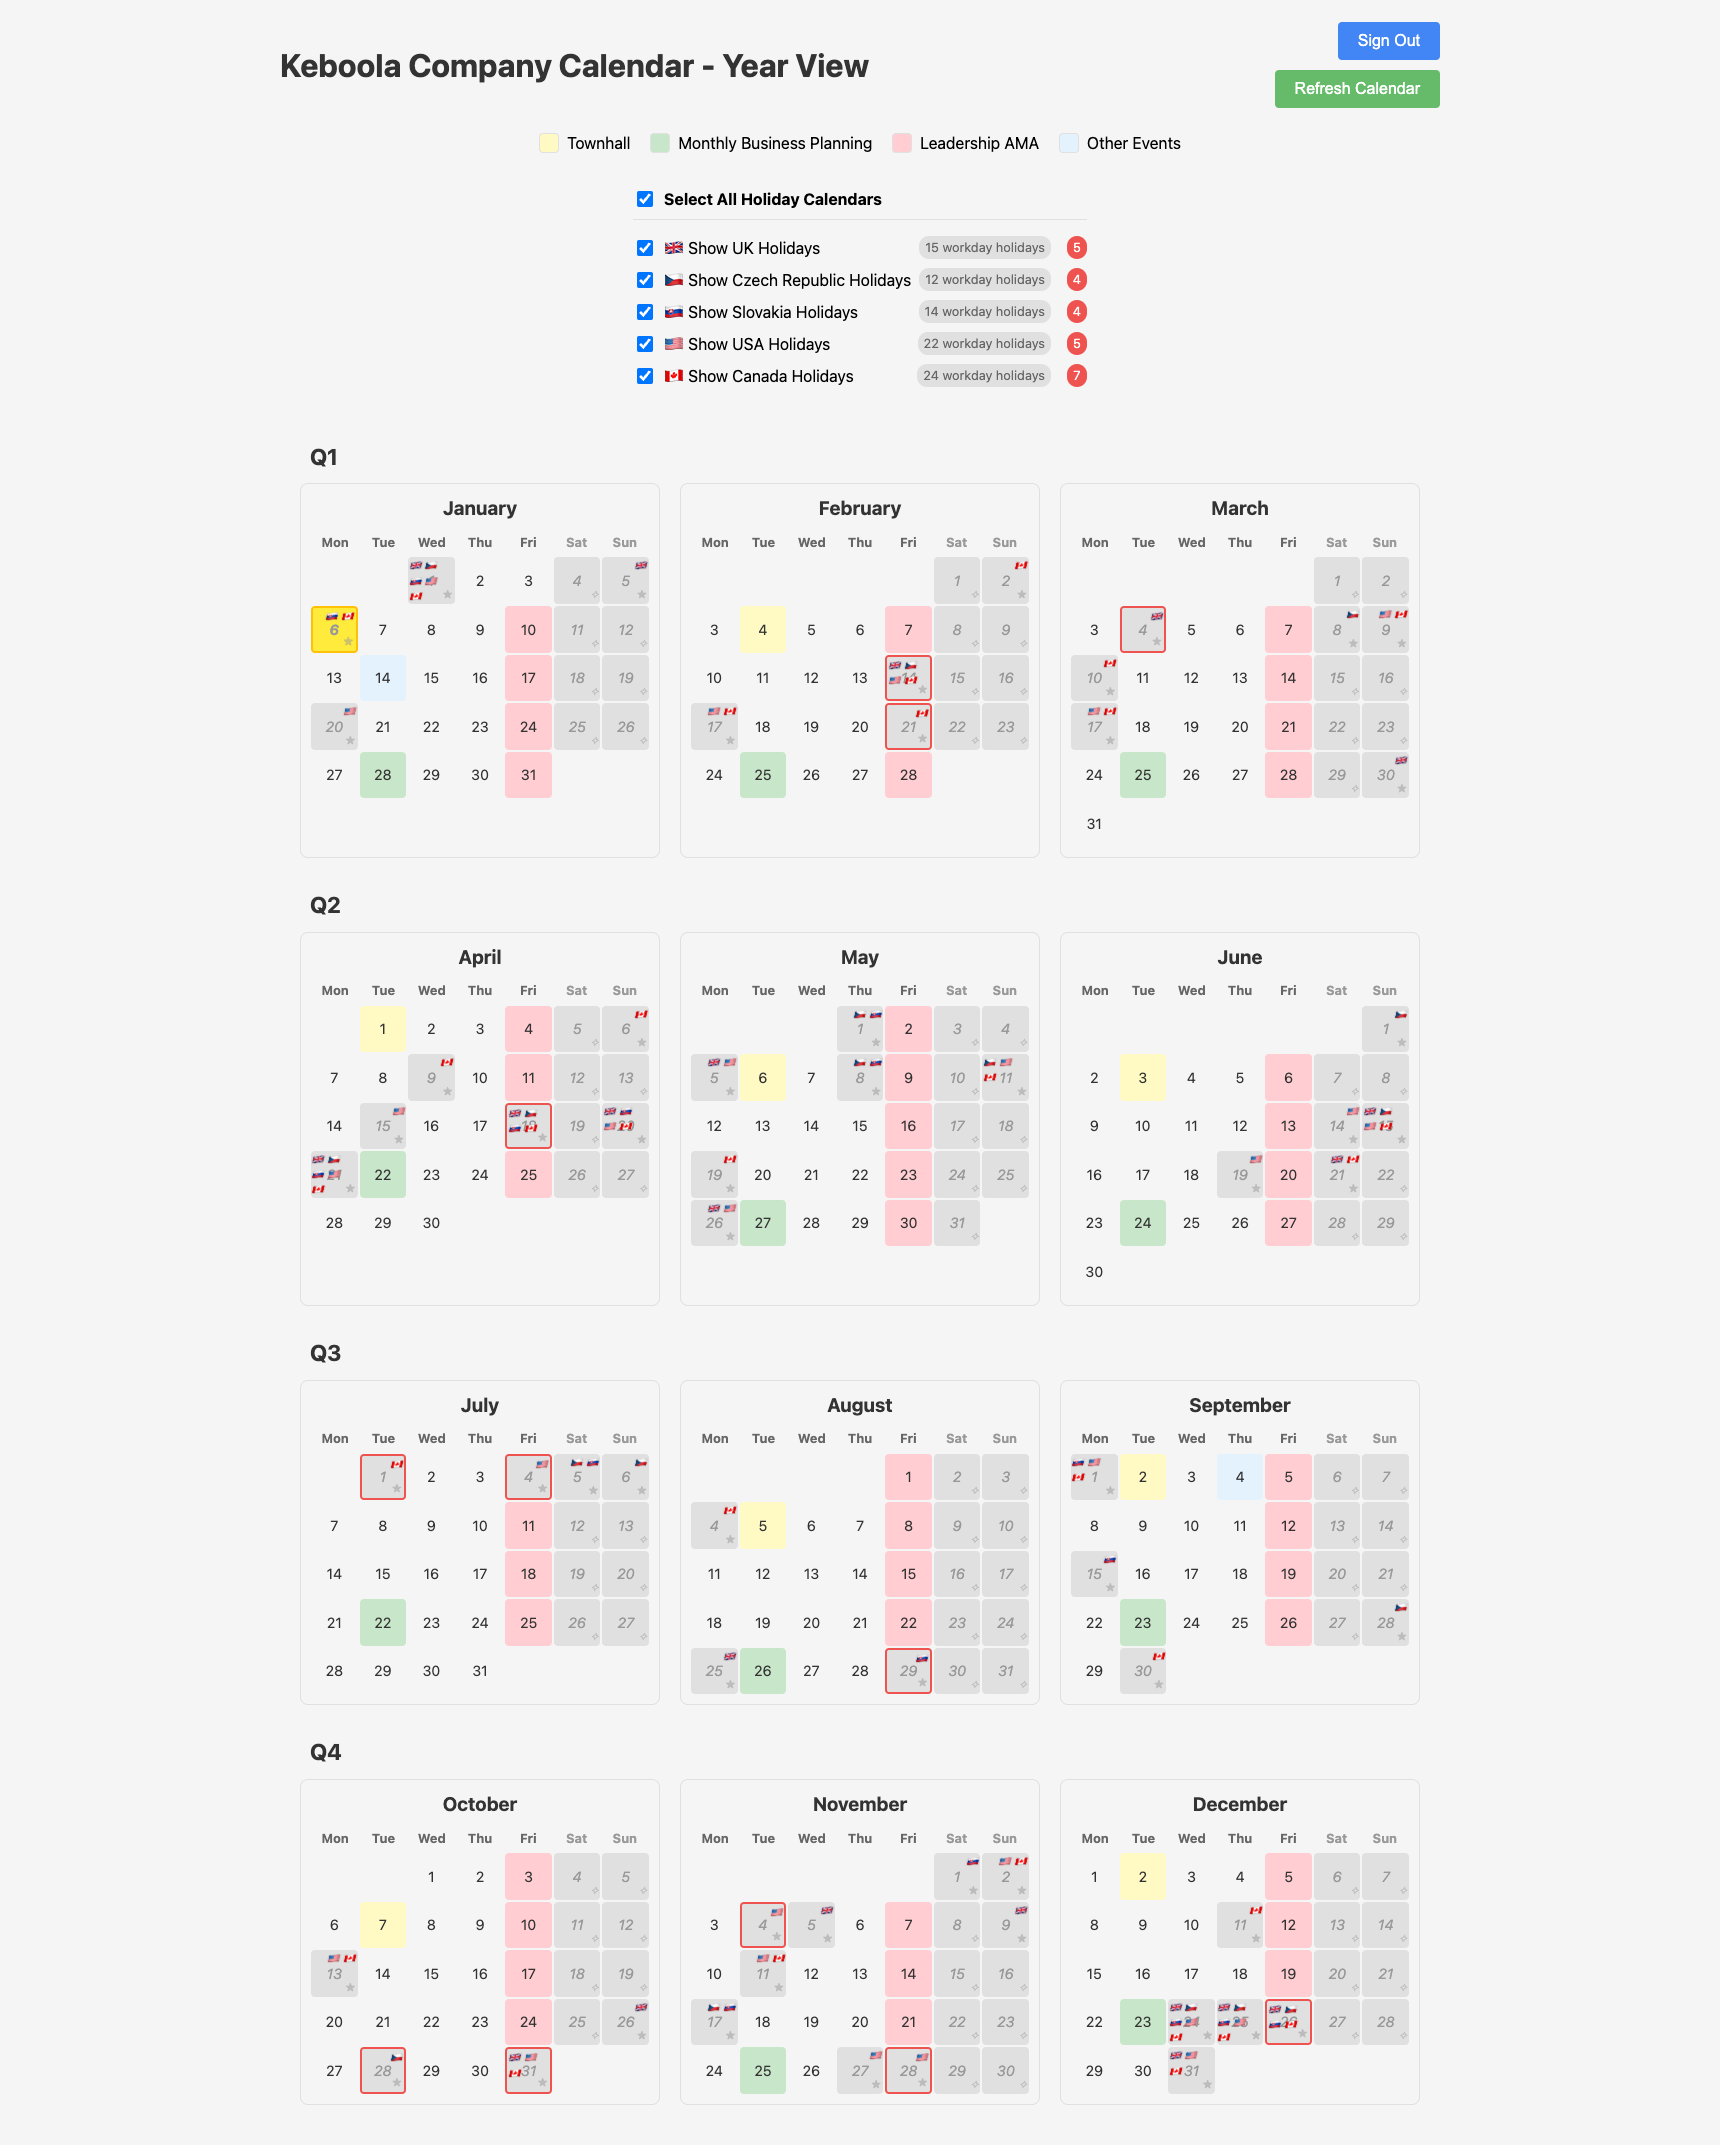 Sign Out
Keboola Company Calendar - Year View
Refresh Calendar
Townhall Monthly Business Planning Leadership AMA Other Events
Select All Holiday Calendars
Show UK Holidays 15 workday holidays 5
Show Czech Republic Holidays 12 workday holidays 4
Show Slovakia Holidays 14 workday holidays 4
Show USA Holidays 22 workday holidays 5
Show Canada Holidays 24 workday holidays 7
Q1
January
Mon Tue Wed Thu Fri Sat Sun
2 3 4 5
6 7 8 9 10 11 12
13 14 15 16 17 18 19
20 21 22 23 24 25 26
27 28 29 30 31
February
Mon Tue Wed Thu Fri Sat Sun
1 2
3 4 5 6 7 8 9
10 11 12 13 15 16
17 18 19 20 21 22 23
24 25 26 27 28
March
Mon Tue Wed Thu Fri Sat Sun
1 2
3 4 5 6 7 8 9
10 11 12 13 14 15 16
17 18 19 20 21 22 23
24 25 26 27 28 29 30
31
Q2
April
Mon Tue Wed Thu Fri Sat Sun
1 2 3 4 5 6
7 8 9 10 11 12 13
14 15 16 17 19
22 23 24 25 26 27
28 29 30
May
Mon Tue Wed Thu Fri Sat Sun
1 2 3 4
5 6 7 8 9 10 11
12 13 14 15 16 17 18
19 20 21 22 23 24 25
26 27 28 29 30 31
June
Mon Tue Wed Thu Fri Sat Sun
1
2 3 4 5 6 7 8
9 10 11 12 13 14
16 17 18 19 20 21 22
23 24 25 26 27 28 29
30
Q3
July
Mon Tue Wed Thu Fri Sat Sun
1 2 3 4 5 6
7 8 9 10 11 12 13
14 15 16 17 18 19 20
21 22 23 24 25 26 27
28 29 30 31
August
Mon Tue Wed Thu Fri Sat Sun
1 2 3
4 5 6 7 8 9 10
11 12 13 14 15 16 17
18 19 20 21 22 23 24
25 26 27 28 29 30 31
September
Mon Tue Wed Thu Fri Sat Sun
1 2 3 4 5 6 7
8 9 10 11 12 13 14
15 16 17 18 19 20 21
22 23 24 25 26 27 28
29 30
Q4
October
Mon Tue Wed Thu Fri Sat Sun
1 2 3 4 5
6 7 8 9 10 11 12
13 14 15 16 17 18 19
20 21 22 23 24 25 26
27 28 29 30 31
November
Mon Tue Wed Thu Fri Sat Sun
1 2
3 4 5 6 7 8 9
10 11 12 13 14 15 16
17 18 19 20 21 22 23
24 25 26 27 28 29 30
December
Mon Tue Wed Thu Fri Sat Sun
1 2 3 4 5 6 7
8 9 10 11 12 13 14
15 16 17 18 19 20 21
22 23 27 28
29 30 31